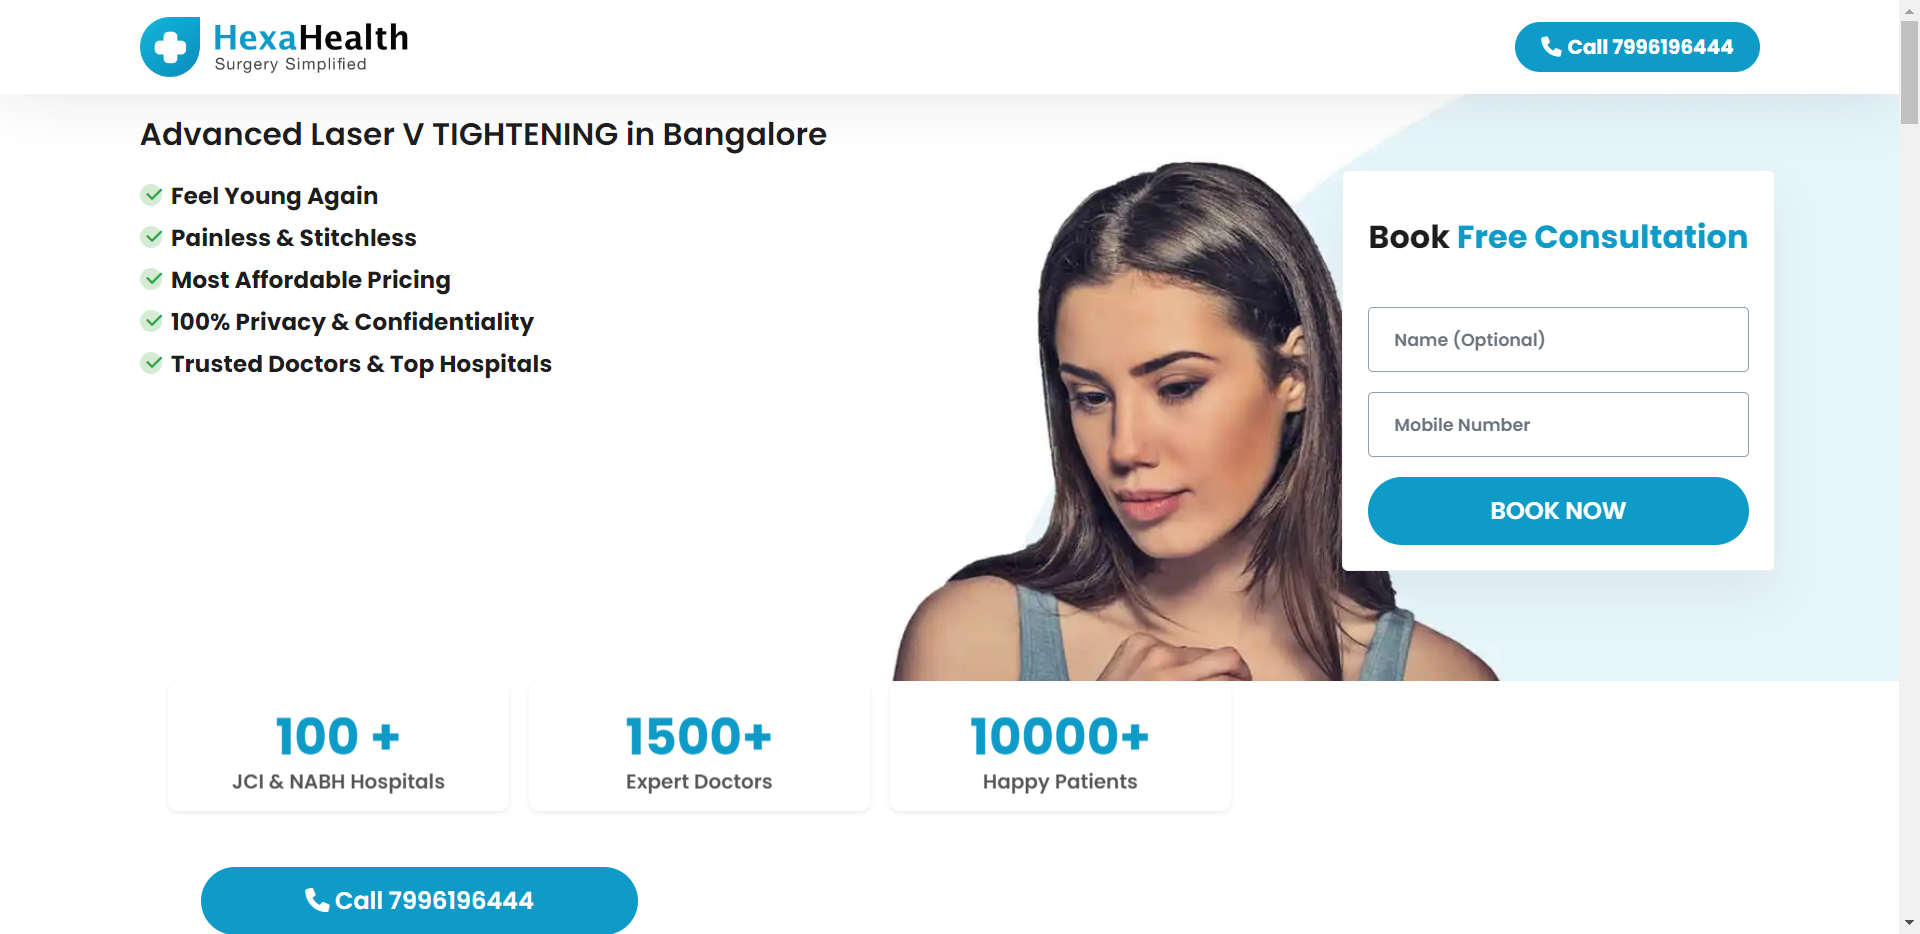 HexaHealth
Surgery Simplified
Call 7996196444
Advanced Laser V TIGHTENING in Bangalore
Feel Young Again
Painless & Stitchless
Most Affordable Pricing
100% Privacy & Confidentiality
Trusted Doctors & Top Hospitals
Book Free Consultation
Name (Optional)
Mobile Number
BOOK NOW
100 +
JCI & NABH Hospitals
1500+
Expert Doctors
10000+
Happy Patients
Call 7996196444